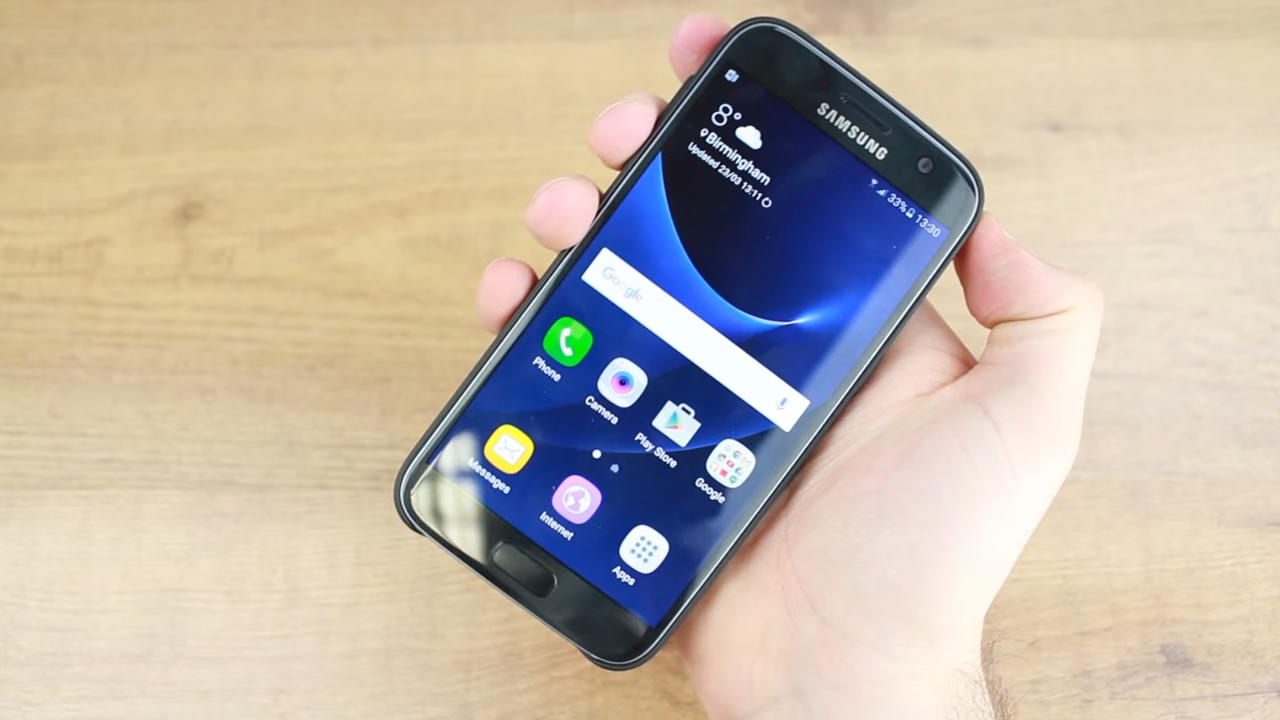 SAMSUNG
33% 13:30
8°
Birmingham
Updated 23/03 13:11
Google
Phone
Camera
Play Store
Google
Messages
Internet
Apps